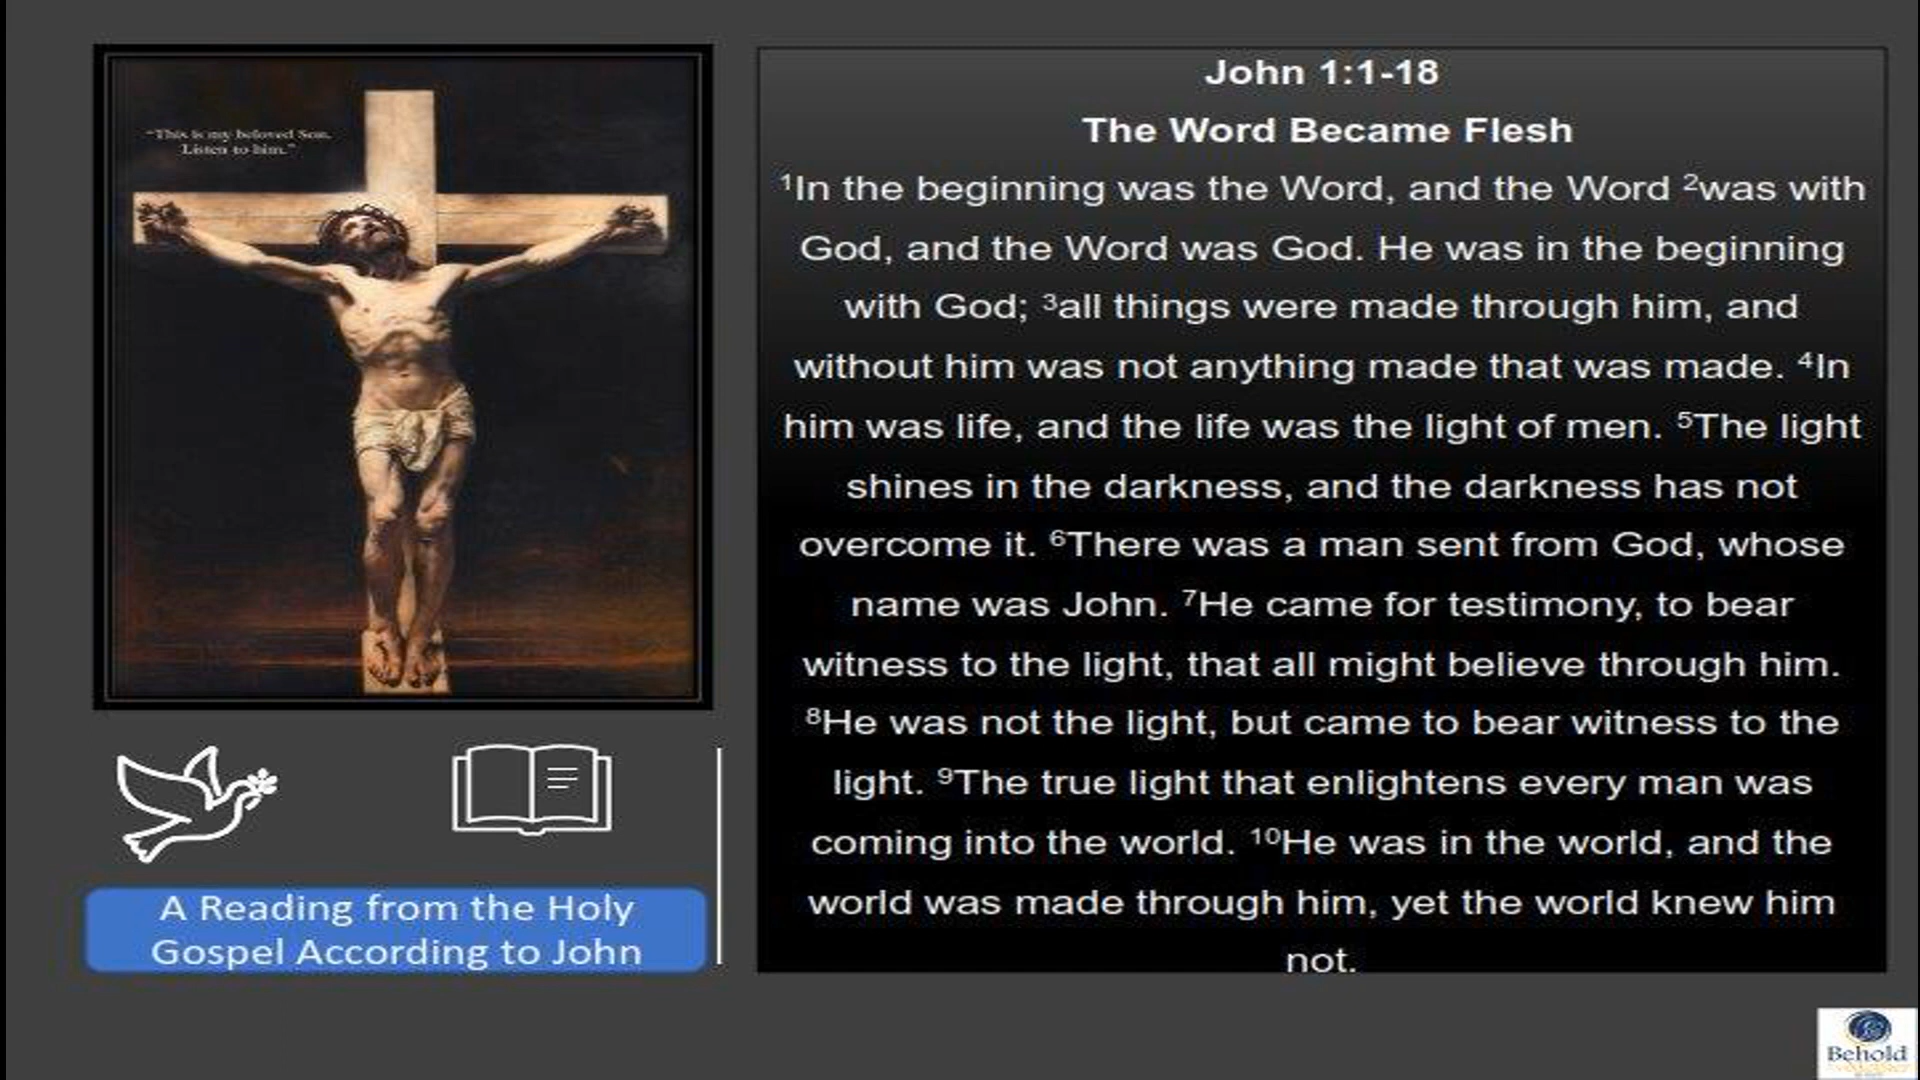 "This is my beloved Son.
Listen to him."
A Reading from the Holy
Gospel According to John
John 1:1-18
The Word Became Flesh
¹In the beginning was the Word, and the Word ²was with
God, and the Word was God. He was in the beginning
with God; ³all things were made through him, and
without him was not anything made that was made. ⁴In
him was life, and the life was the light of men. ⁵The light
shines in the darkness, and the darkness has not
overcome it. ⁶There was a man sent from God, whose
name was John. ⁷He came for testimony, to bear
witness to the light, that all might believe through him.
⁸He was not the light, but came to bear witness to the
light. ⁹The true light that enlightens every man was
coming into the world. ¹⁰He was in the world, and the
world was made through him, yet the world knew him
not.
Behold